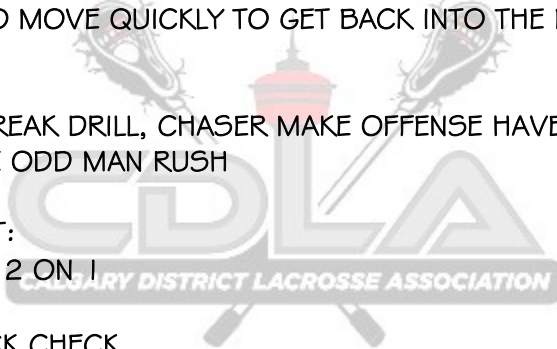 MOVE QUICKLY TO GET BACK INTO THE
DRILL, CHASER MAKE OFFENSE HAVE
ODD MAN RUSH
CDLA
2 ON 1
CALGARY DISTRICT LACROSSE ASSOCIATION
CHECK